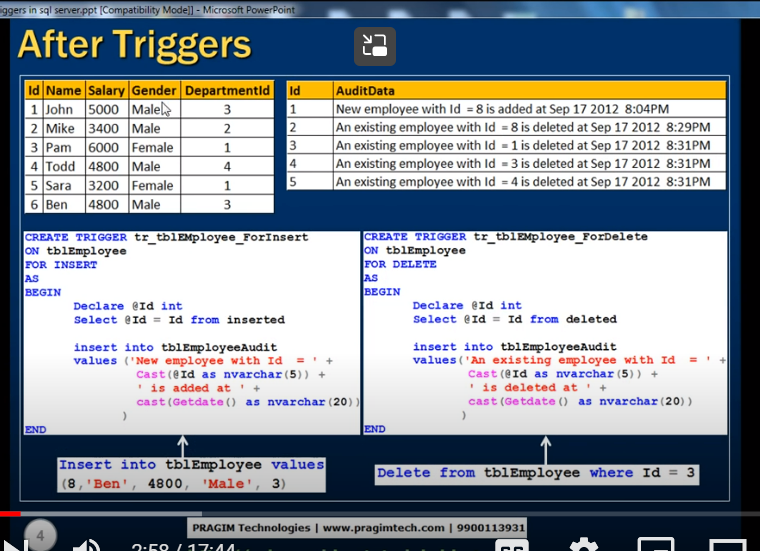 iggers in sql server.ppt [Compatibility Mode]] - Microsoft PowerPoint
After Triggers
Id Name Salary Gender DepartmentId
1 John 5000 Male 3
2 Mike 3400 Male 2
3 Pam 6000 Female 1
4 Todd 4800 Male 4
5 Sara 3200 Female 1
6 Ben 4800 Male 3
Id AuditData
1 New employee with Id = 8 is added at Sep 17 2012 8:04PM
2 An existing employee with Id = 8 is deleted at Sep 17 2012 8:29PM
3 An existing employee with Id = 1 is deleted at Sep 17 2012 8:31PM
4 An existing employee with Id = 3 is deleted at Sep 17 2012 8:31PM
5 An existing employee with Id = 4 is deleted at Sep 17 2012 8:31PM
CREATE TRIGGER tr_tblEMployee_ForInsert
ON tblEmployee
FOR INSERT
AS
BEGIN
Declare @Id int
Select @Id = Id from inserted
insert into tblEmployeeAudit
values ('New employee with Id = ' +
Cast(@Id as nvarchar(5)) +
' is added at ' +
cast(Getdate() as nvarchar(20))
)
END
CREATE TRIGGER tr_tblEMployee_ForDelete
ON tblEmployee
FOR DELETE
AS
BEGIN
Declare @Id int
Select @Id = Id from deleted
insert into tblEmployeeAudit
values('An existing employee with Id = ' +
Cast(@Id as nvarchar(5)) +
' is deleted at ' +
cast(Getdate() as nvarchar(20))
)
END
Insert into tblEmployee values
(8,'Ben', 4800, 'Male', 3)
Delete from tblEmployee where Id = 3
4
PRAGIM Technologies | www.pragimtech.com | 9900113931
2:58 / 17:44